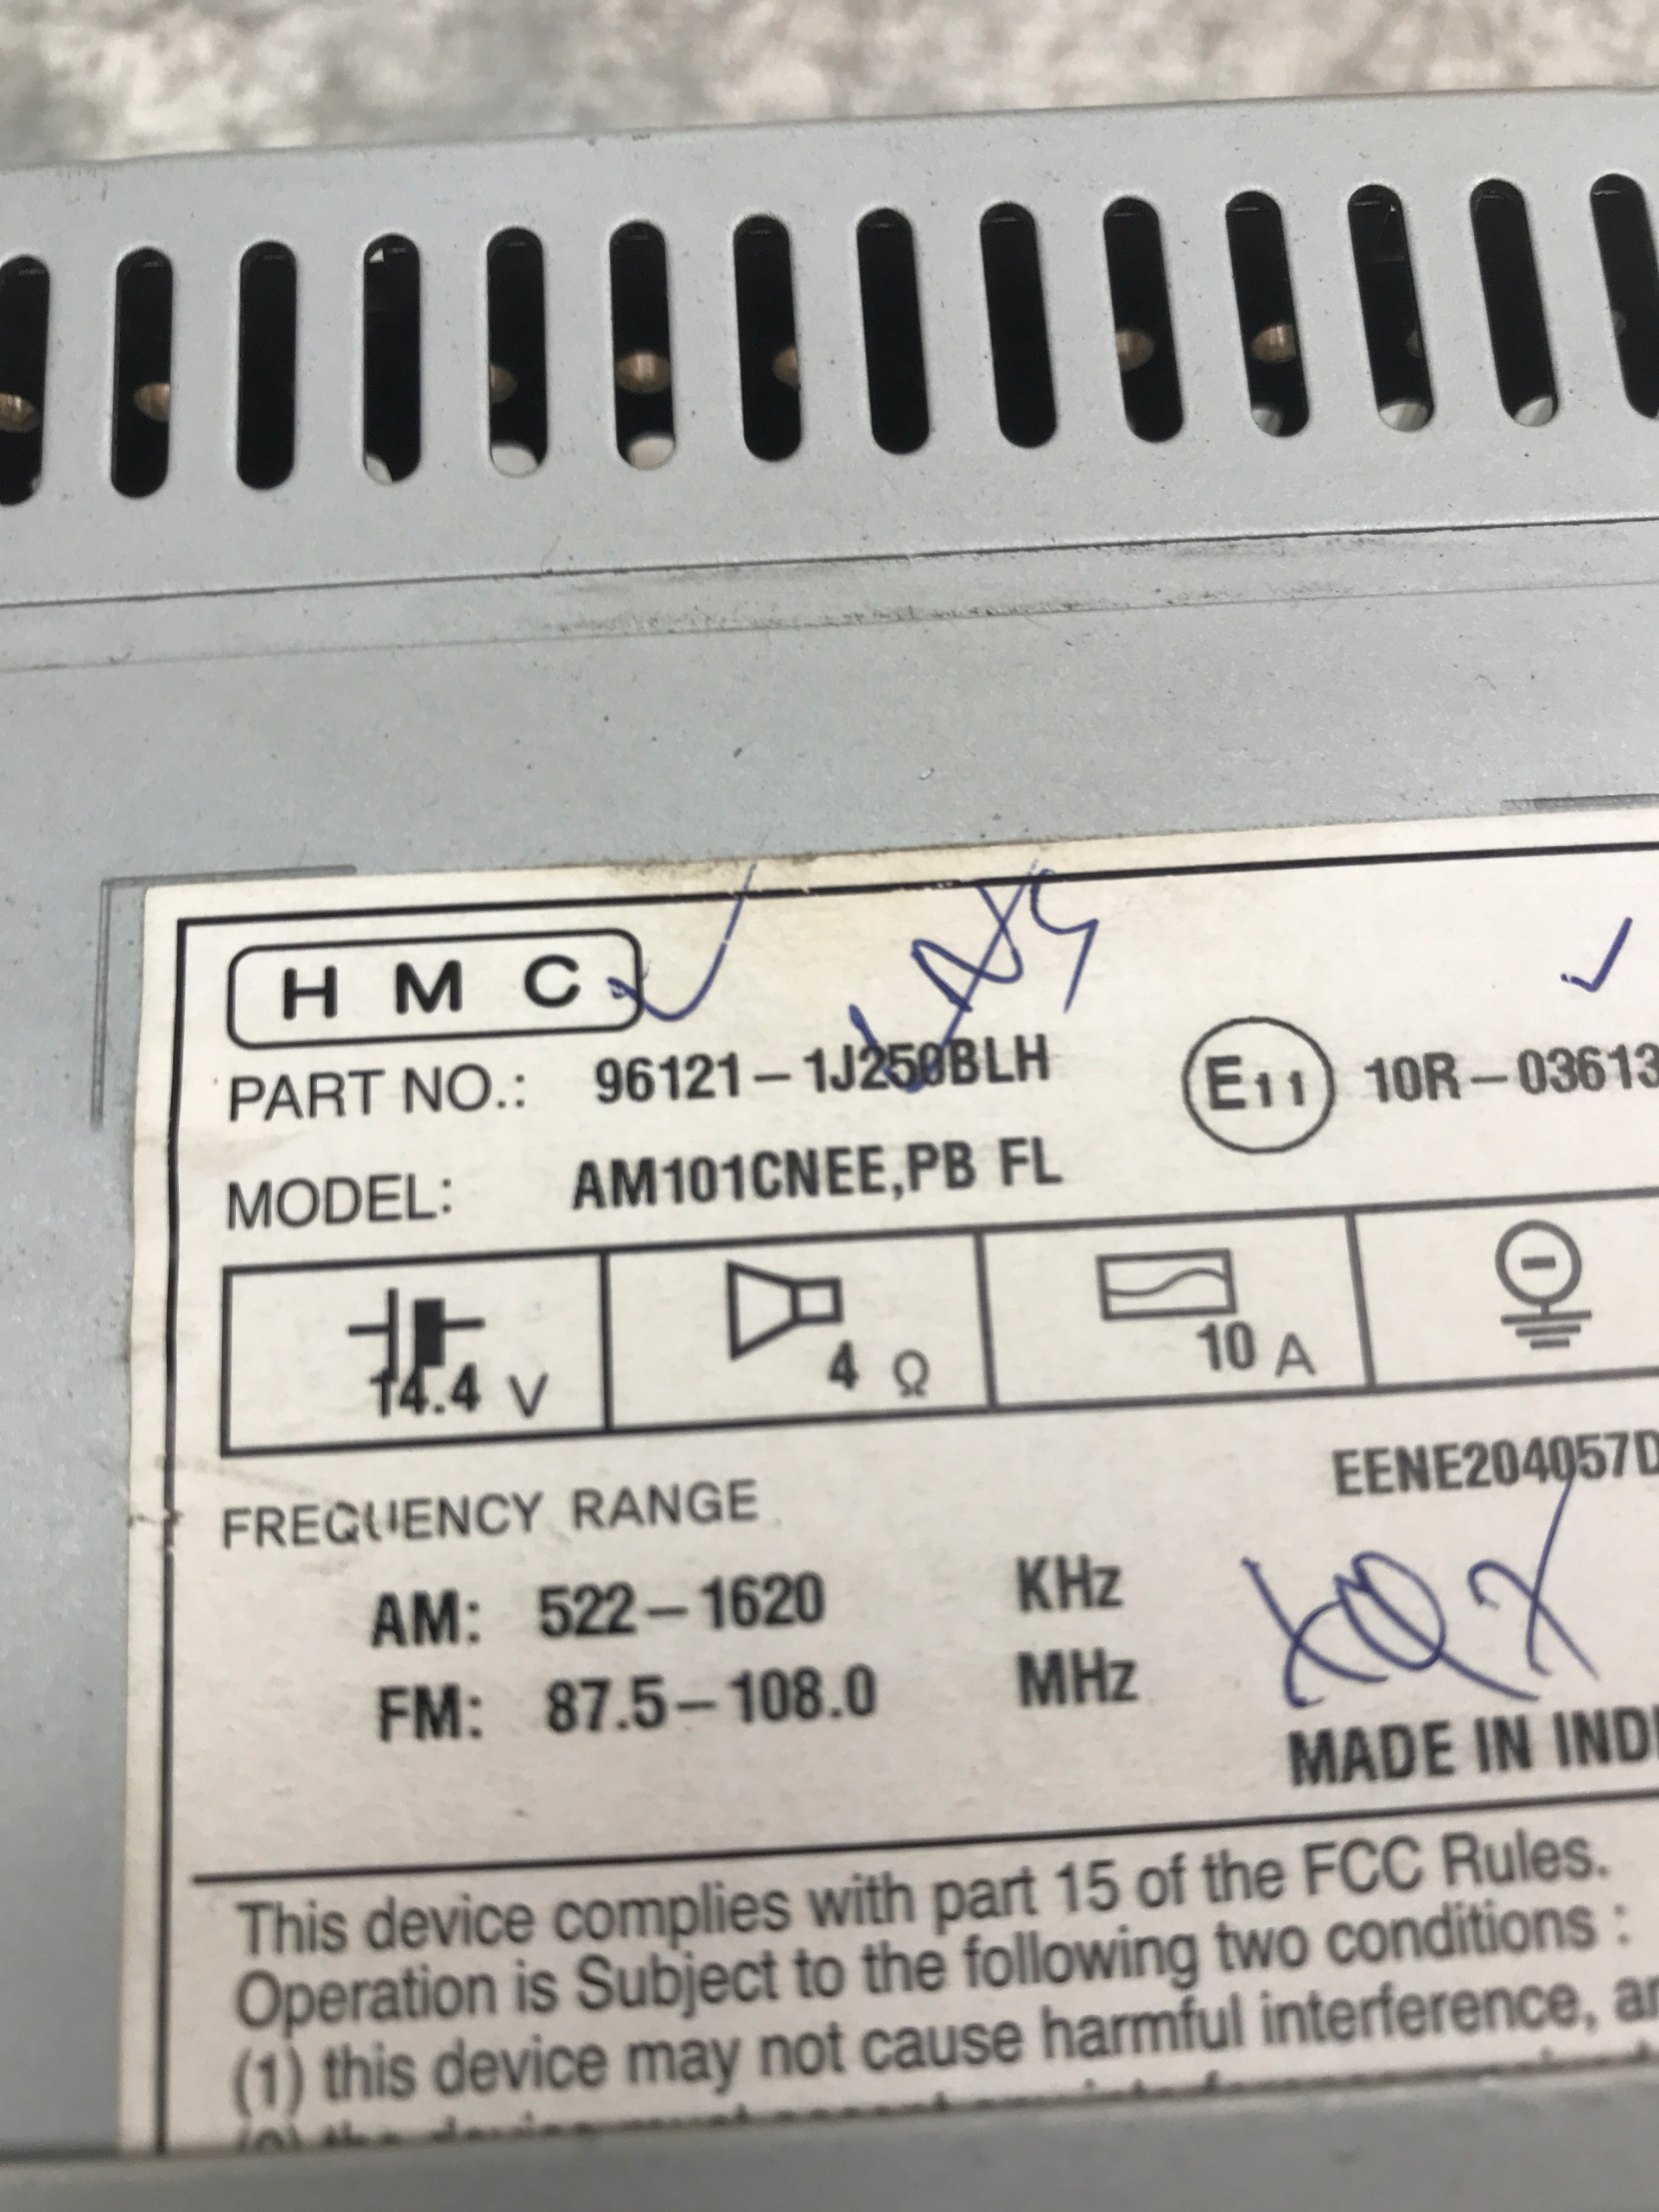 HMC
PART NO.: 96121-1J250BLH
E11 10R-03613
MODEL: AM101CNEE,PB FL
14.4 V 4 Ω 10 A
EENE204057D
FREQUENCY RANGE
AM: 522-1620 KHz
FM: 87.5-108.0 MHz
MADE IN INDI
This device complies with part 15 of the FCC Rules.
Operation is Subject to the following two conditions :
(1) this device may not cause harmful interference, an